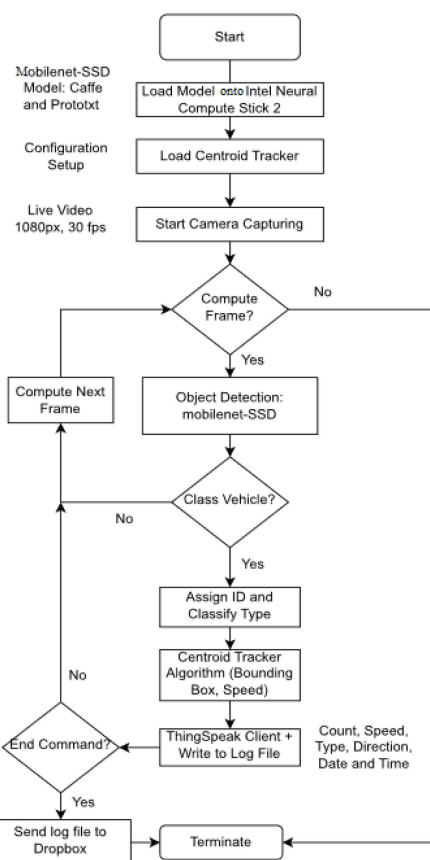 Start
Mobilenet-SSD
Model: Caffe
and Prototxt
Load Model onto Intel Neural
Compute Stick 2
Configuration
Setup
Load Centroid Tracker
Live Video
1080px, 30 fps
Start Camera Capturing
Compute
Frame?
No
Yes
Compute Next
Frame
Object Detection:
mobilenet-SSD
Class Vehicle?
No
Yes
Assign ID and
Classify Type
Centroid Tracker
Algorithm (Bounding
Box, Speed)
No
ThingSpeak Client +
Write to Log File
Count, Speed,
Type, Direction,
Date and Time
End Command?
Yes
Send log file to
Dropbox
Terminate